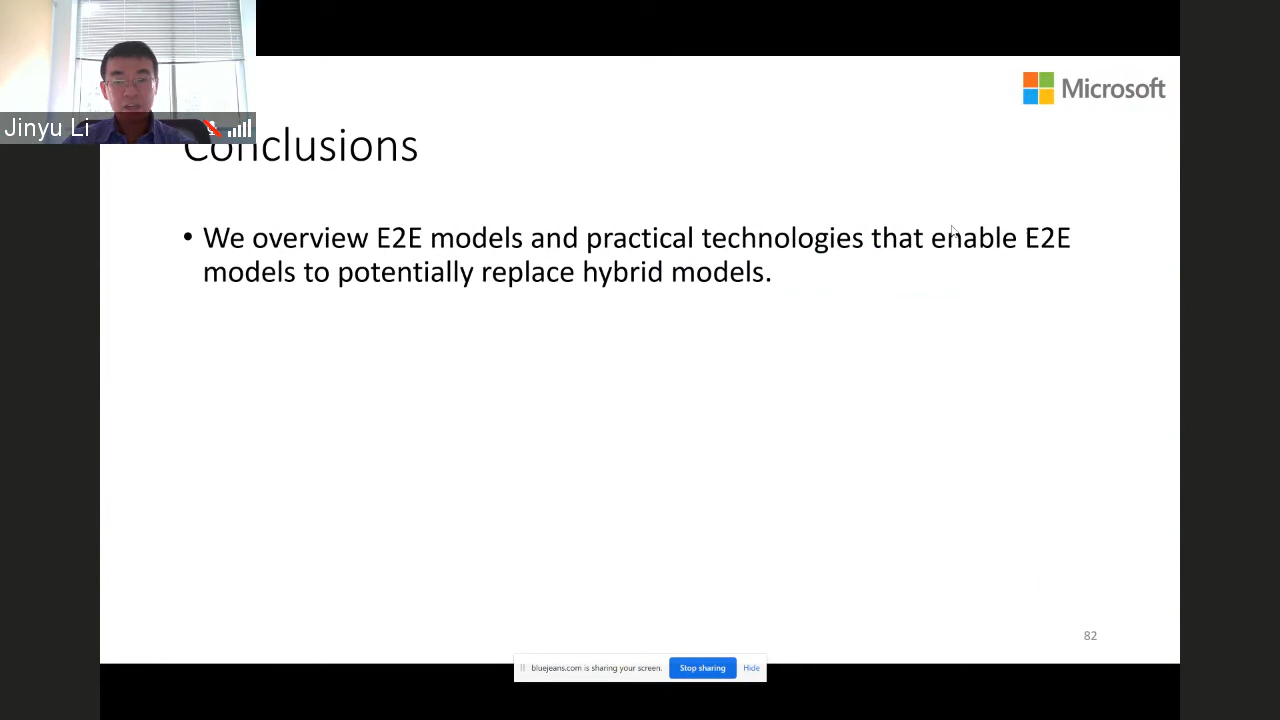 Jinyu Li
Microsoft
Conclusions
• We overview E2E models and practical technologies that enable E2E
models to potentially replace hybrid models.
82
bluejeans.com is sharing your screen.
Stop sharing
Hide